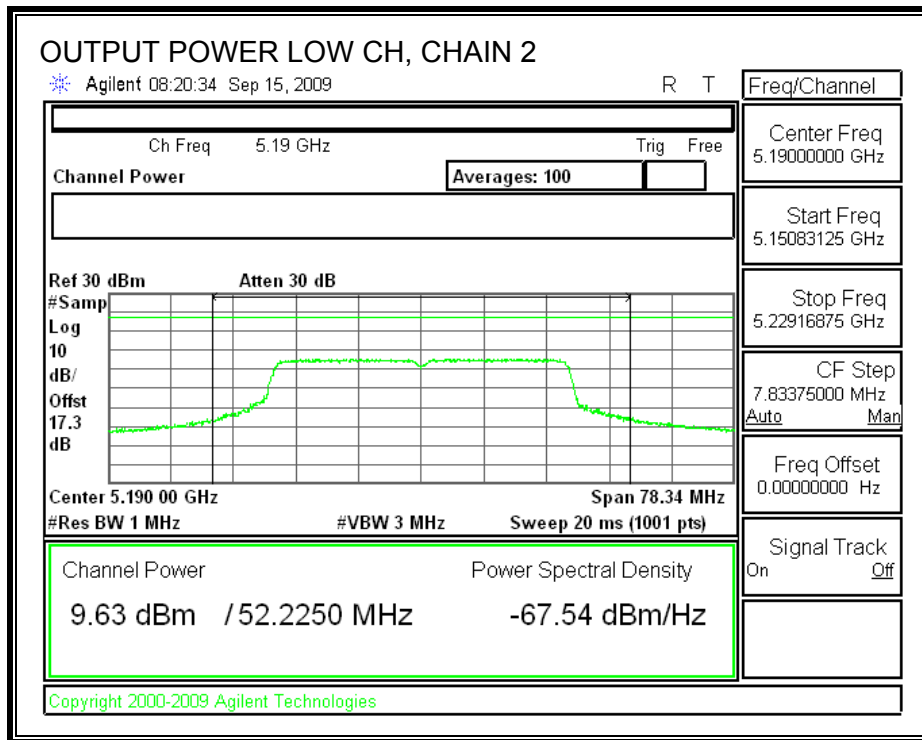 OUTPUT POWER LOW CH, CHAIN 2
Agilent 08:20:34 Sep 15, 2009 R T
Ch Freq 5.19 GHz Trig Free
Channel Power Averages: 100
Ref 30 dBm Atten 30 dB
#Samp
Log
10
dB/
Offst
17.3
dB
Center 5.190 00 GHz Span 78.34 MHz
#Res BW 1 MHz #VBW 3 MHz Sweep 20 ms (1001 pts)
Channel Power Power Spectral Density
9.63 dBm / 52.2250 MHz -67.54 dBm/Hz
Copyright 2000-2009 Agilent Technologies
Freq/Channel
Center Freq
5.19000000 GHz
Start Freq
5.15083125 GHz
Stop Freq
5.22916875 GHz
CF Step
7.83375000 MHz
Auto Man
Freq Offset
0.00000000 Hz
Signal Track
On Off